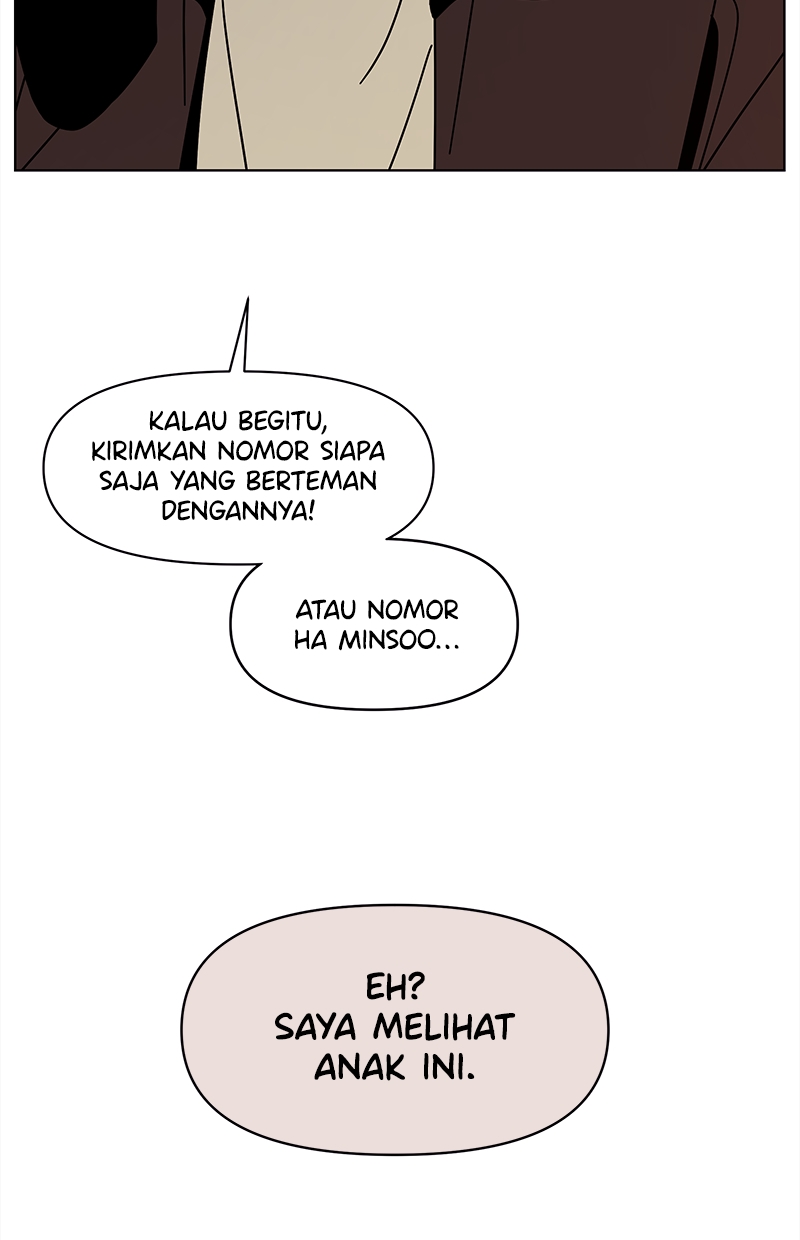 KALAU BEGITU,
KIRIMKAN NOMOR SIAPA
SAJA YANG BERTEMAN
DENGANNYA!
ATAU NOMOR
HA MINSOO...
EH?
SAYA MELIHAT
ANAK INI.